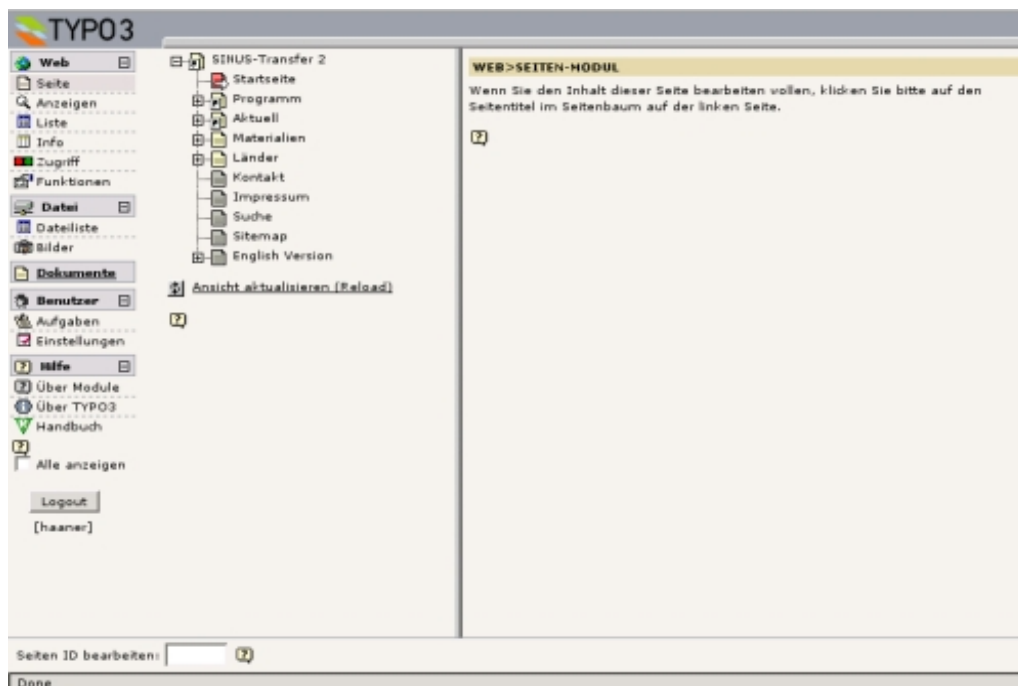 TYPO3
Web
Seite
Anzeigen
Liste
Info
Zugriff
Funktionen
Datei
Dateiliste
Bilder
Dokumente
Benutzer
Aufgaben
Einstellungen
Hilfe
Über Module
Über TYPO3
Handbuch
Alle anzeigen
Logout
[haaner]
SINUS-Transfer 2
Startseite
Programm
Aktuell
Materialien
Länder
Kontakt
Impressum
Suche
Sitemap
English Version
Ansicht aktualisieren (Reload)
WEB>SEITEN-MODUL
Wenn Sie den Inhalt dieser Seite bearbeiten wollen, klicken Sie bitte auf den
Seitentitel im Seitenbaum auf der linken Seite.
Seiten ID bearbeiten:
Done